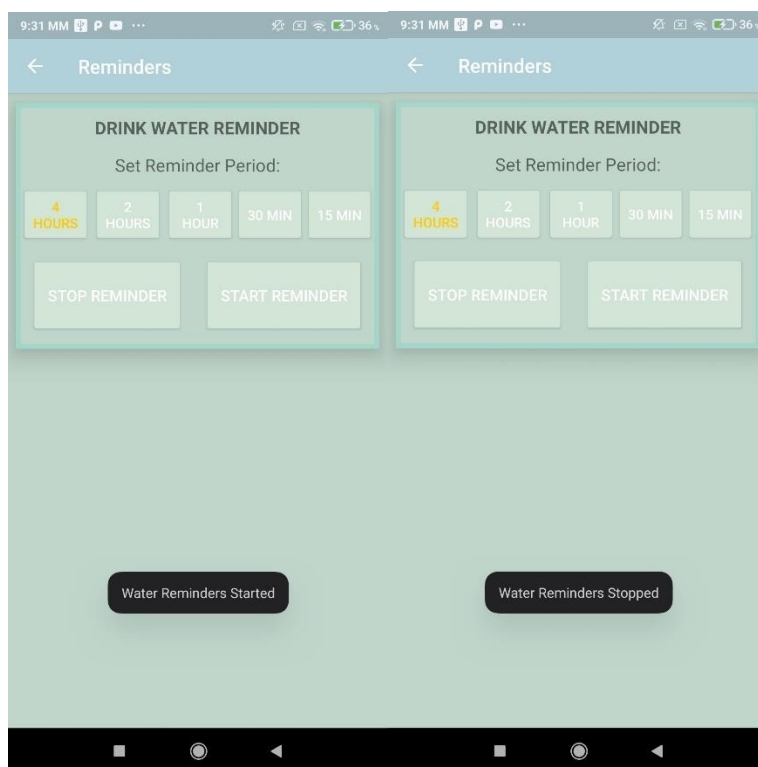 9:31 MM P ... 36%
Reminders
DRINK WATER REMINDER
Set Reminder Period:
4 HOURS
2 HOURS
1 HOUR
30 MIN
15 MIN
STOP REMINDER
START REMINDER
Water Reminders Started
9:31 MM P ... 36
Reminders
DRINK WATER REMINDER
Set Reminder Period:
4 HOURS
2 HOURS
1 HOUR
30 MIN
15 MIN
STOP REMINDER
START REMINDER
Water Reminders Stopped